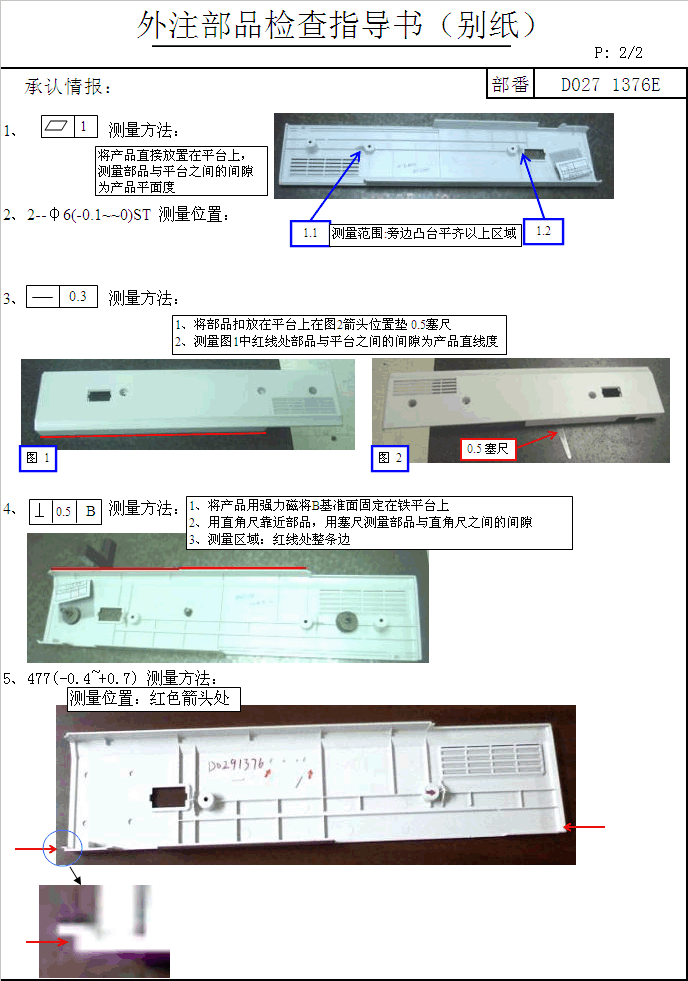 外注部品检查指导书（别纸）
P: 2/2
承认情报：
部番 D027 1376E
1、 1 测量方法：
将产品直接放置在平台上，
测量部品与平台之间的间隙
为产品平面度
2、2--φ6(-0.1~~0)ST 测量位置：
1.1 测量范围:旁边凸台平齐以上区域 1.2
3、 — 0.3 测量方法：
1、将部品扣放在平台上在图2箭头位置垫 0.5塞尺
2、测量图1中红线处部品与平台之间的间隙为产品直线度
图 1
图 2
0.5 塞尺
4、 ⊥ 0.5 B 测量方法：
1、将产品用强力磁将B基准面固定在铁平台上
2、用直角尺靠近部品，用塞尺测量部品与直角尺之间的间隙
3、测量区域：红线处整条边
5、477(-0.4~+0.7) 测量方法：
测量位置：红色箭头处
D0291376